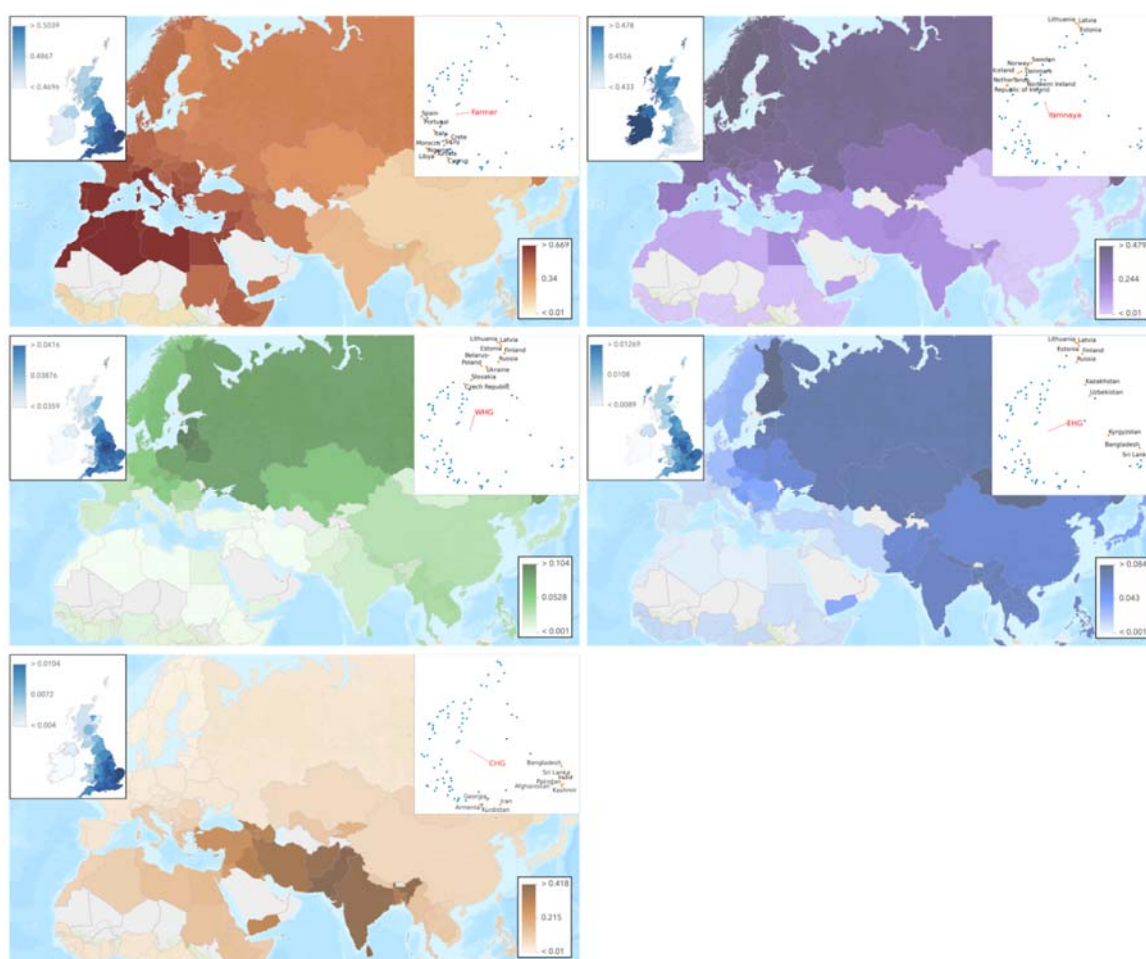 > 0.5039
0.4867
< 0.4696
Spain
Portugal
Italy
Crete
Sicily
Morocco
Libya
Cyprus
Farmer
> 0.669
0.34
< 0.01
> 0.478
0.4556
< 0.433
Lithuania
Latvia
Estonia
Norway
Sweden
Iceland
Denmark
Northern Ireland
Republic of Ireland
Yamnaya
> 0.479
0.244
< 0.01
> 0.0416
0.03876
< 0.0359
Lithuania
Latvia
Estonia
Finland
Belarus
Russia
Poland
Ukraine
Slovakia
Czech Republic
WHG
> 0.104
0.0528
< 0.001
> 0.01269
0.0108
< 0.0089
Lithuania
Latvia
Estonia
Finland
Russia
Kazakhstan
Uzbekistan
EHG
Kyrgyzstan
Bangladesh
Sri Lank
> 0.084
0.043
< 0.001
> 0.0104
0.0072
< 0.004
CHG
Bangladesh
Sri Lanka
Pakistan
Afghanistan
Kashmir
Georgia
Iran
Armenia
Kurdistan
> 0.418
0.215
< 0.01